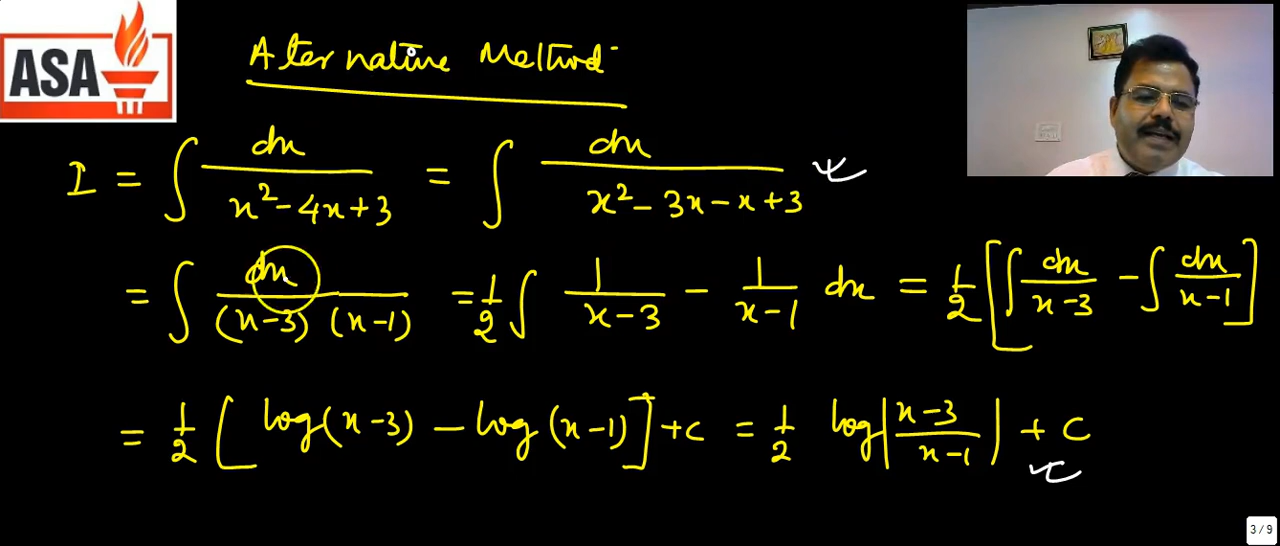 ASA
Alternative Method
I = ∫ dx / (x² - 4x + 3) = ∫ dx / (x² - 3x - x + 3)
= ∫ dx / ((x-3) (x-1)) = 1/2 ∫ 1/(x-3) - 1/(x-1) dx = 1/2 [∫ dx/(x-3) - ∫ dx/(x-1)]
= 1/2 [log(x-3) - log(x-1)] + c = 1/2 log |(x-3)/(x-1)| + c
3 / 9